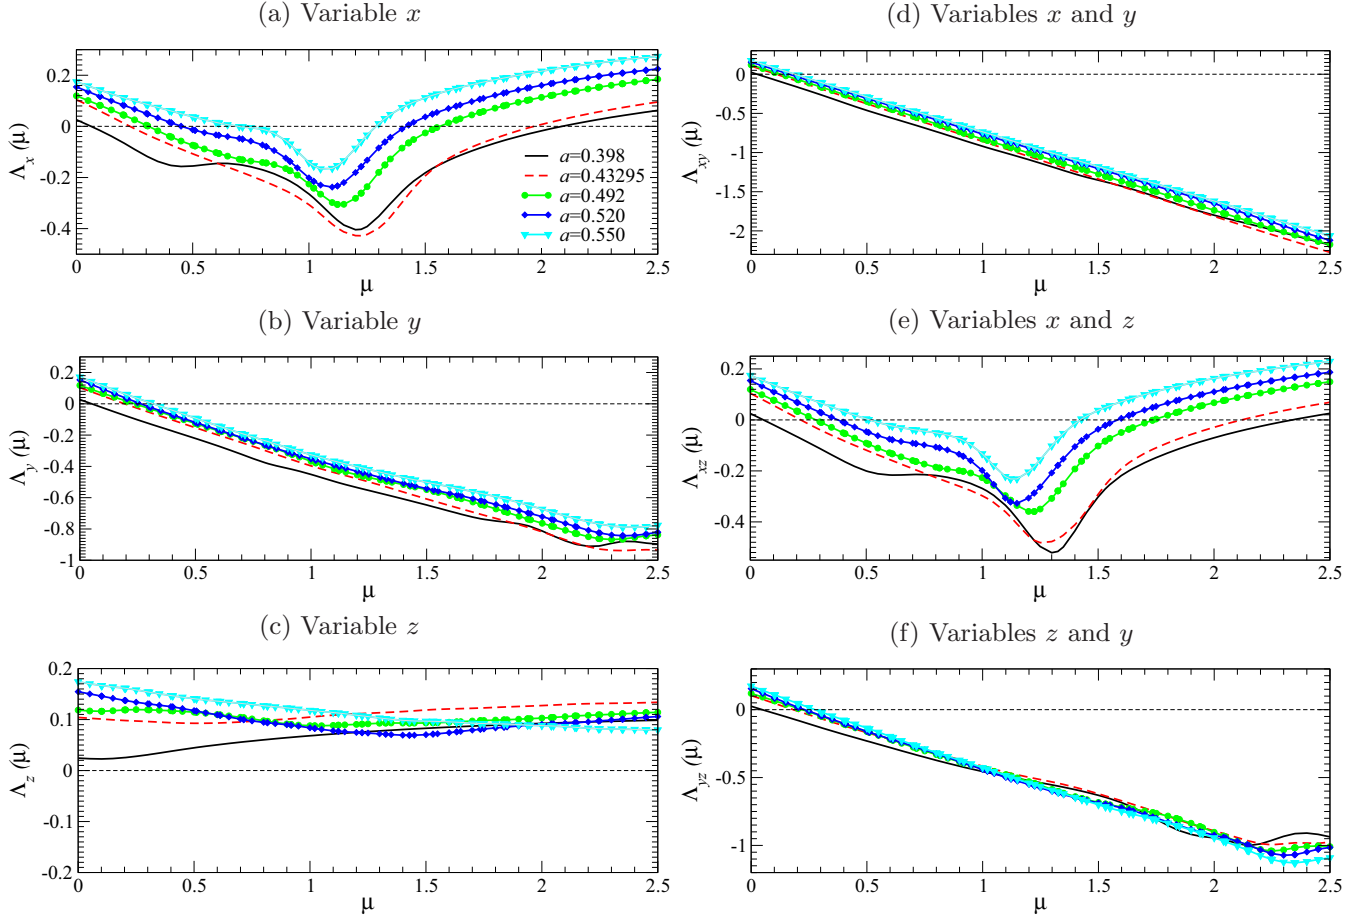 (a) Variable x
0.2
0
-0.2
-0.4
Λx (μ)
a=0.398
a=0.43295
a=0.492
a=0.520
a=0.550
0 0.5 1 1.5 2 2.5
μ
(b) Variable y
0.2
0
-0.2
-0.4
-0.6
-0.8
-1
Λy (μ)
0 0.5 1 1.5 2 2.5
μ
(c) Variable z
0.2
0.1
0
-0.1
-0.2
Λz (μ)
0 0.5 1 1.5 2 2.5
μ
(d) Variables x and y
0
-0.5
-1
-1.5
-2
Λxy (μ)
0 0.5 1 1.5 2 2.5
μ
(e) Variables x and z
0.2
0
-0.2
-0.4
Λxz (μ)
0 0.5 1 1.5 2 2.5
μ
(f) Variables z and y
0
-0.5
-1
Λyz (μ)
0 0.5 1 1.5 2 2.5
μ